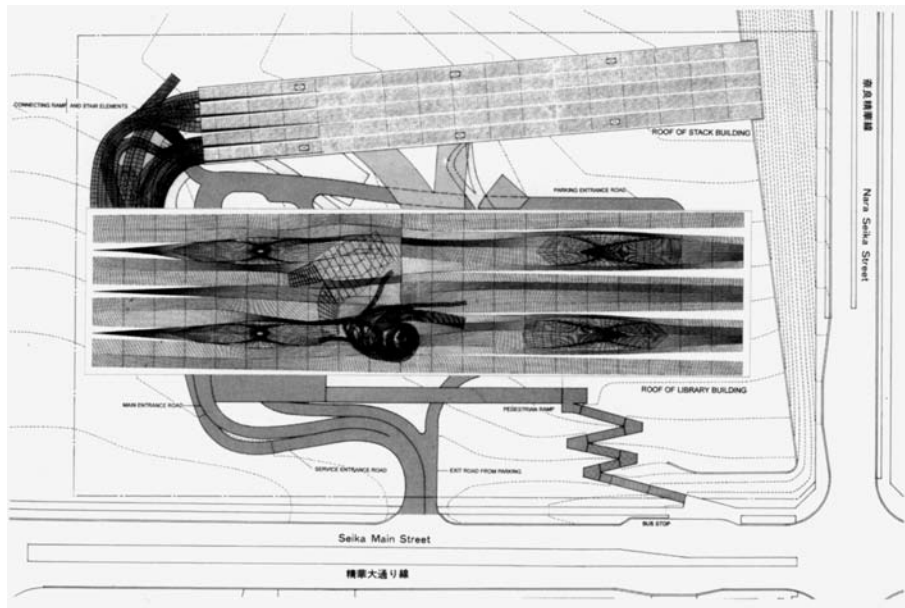 CONNECTING RAMP AND STAIR ELEMENTS
ROOF OF STACK BUILDING
PARKING ENTRANCE ROAD
奈良精華線
Nara Seika Street
ROOF OF LIBRARY BUILDING
MAIN ENTRANCE ROAD
PEDESTRIAN RAMP
SERVICE ENTRANCE ROAD
EXIT ROAD FROM PARKING
BUS STOP
Seika Main Street
精華大通り線